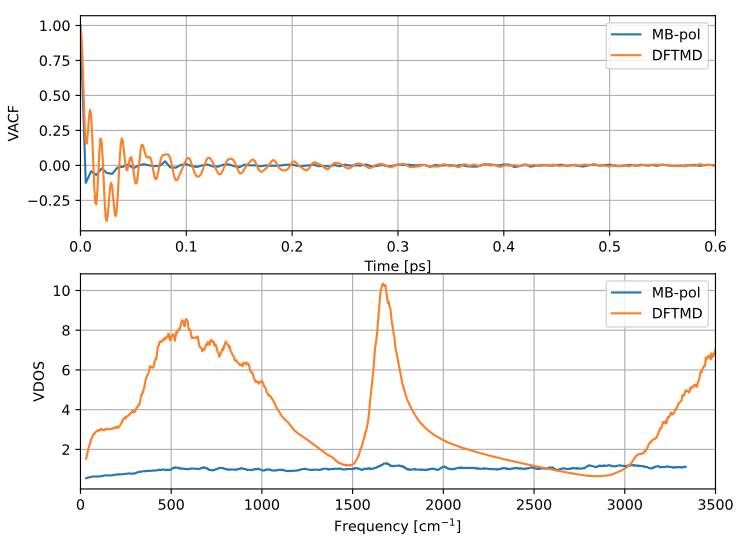 1.00
0.75
0.50
0.25
0.00
−0.25
VACF
MB-pol
DFTMD
0.0 0.1 0.2 0.3 0.4 0.5 0.6
Time [ps]
10
8
6
4
2
VDOS
MB-pol
DFTMD
0 500 1000 1500 2000 2500 3000 3500
Frequency [cm⁻¹]